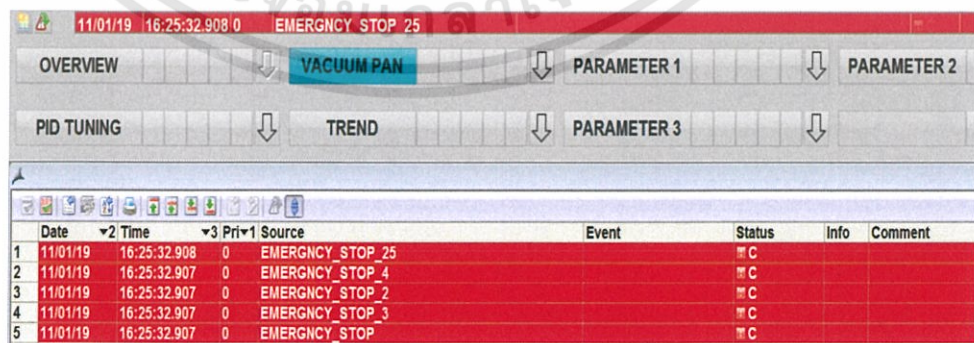 11/01/19 16:25:32.908 0 EMERGNCY_STOP_25
OVERVIEW VACUUM PAN PARAMETER 1 PARAMETER 2
PID TUNING TREND PARAMETER 3
Date 2 Time 3 Pri 1 Source Event Status Info Comment
1 11/01/19 16:25:32.908 0 EMERGNCY_STOP_25 C
2 11/01/19 16:25:32.907 0 EMERGNCY_STOP_4 C
3 11/01/19 16:25:32.907 0 EMERGNCY_STOP_2 C
4 11/01/19 16:25:32.907 0 EMERGNCY_STOP_3 C
5 11/01/19 16:25:32.907 0 EMERGNCY_STOP C